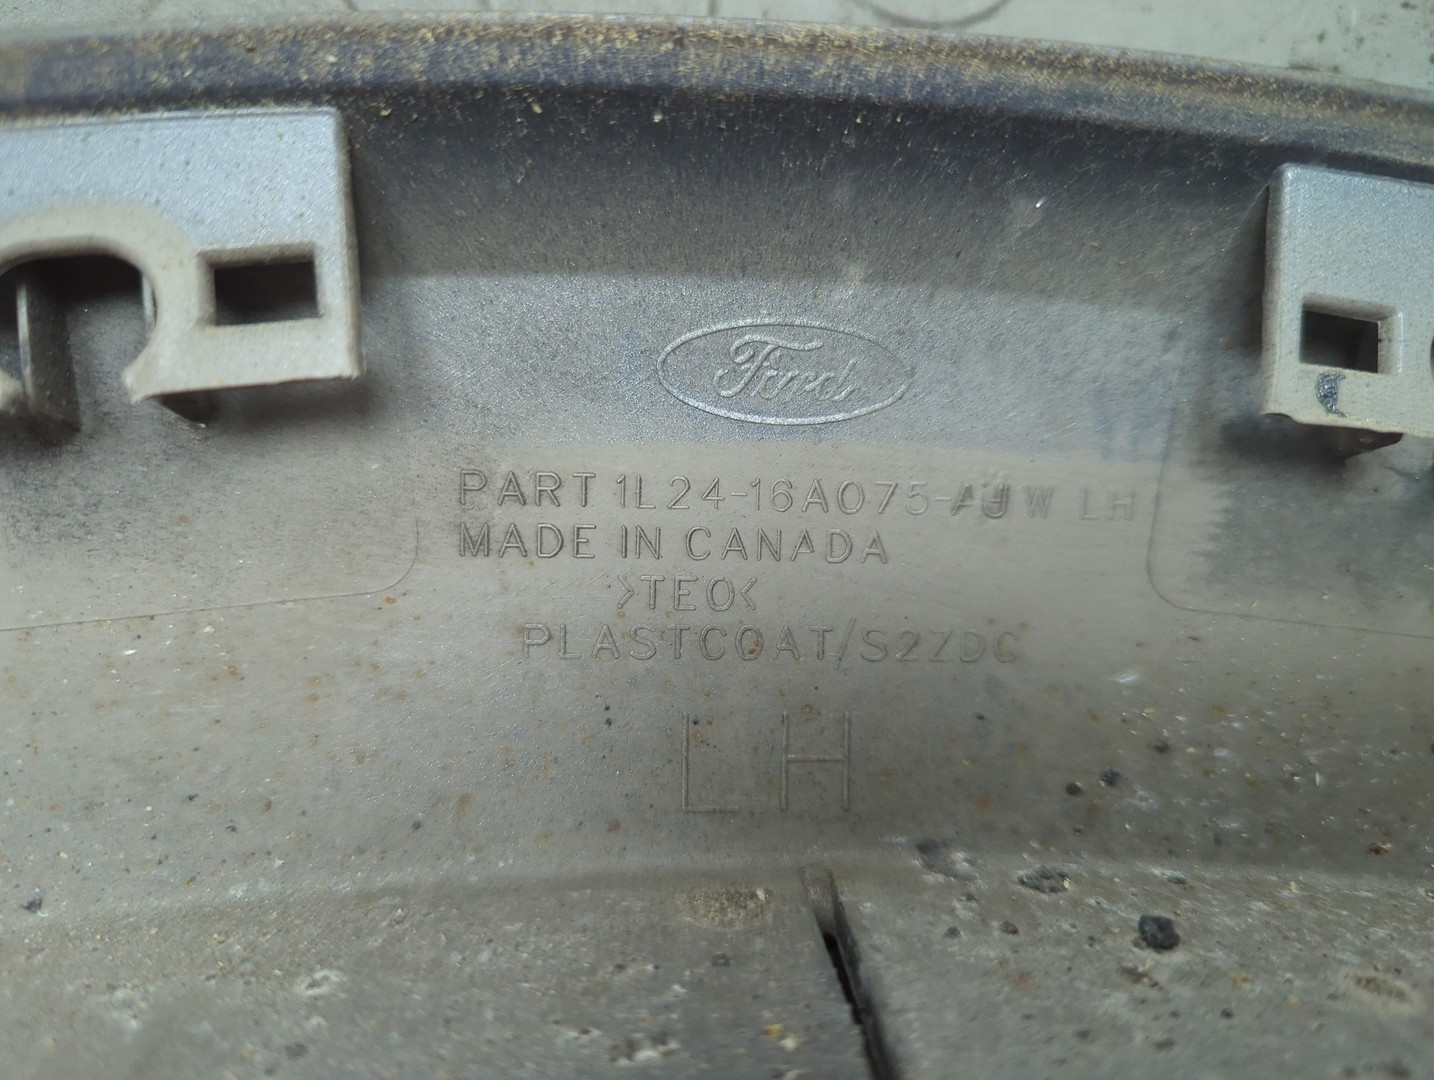 Ford
PART 1L24-16A075- W LH
MADE IN CANADA
>TEO<
PLASTCOAT/S2ZDC
LH